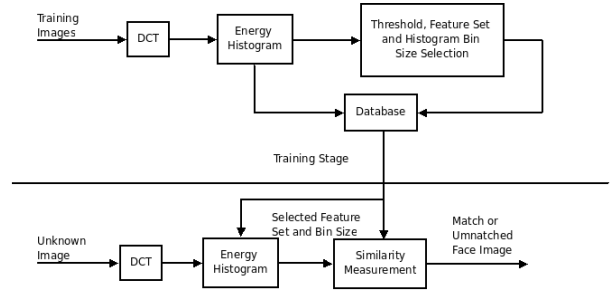 Training
Images
DCT
Energy
Histogram
Threshold, Feature Set
and Histogram Bin
Size Selection
Database
Training Stage
Selected Feature
Set and Bin Size
Unknown
Image
DCT
Energy
Histogram
Similarity
Measurement
Match or
Unmatched
Face Image